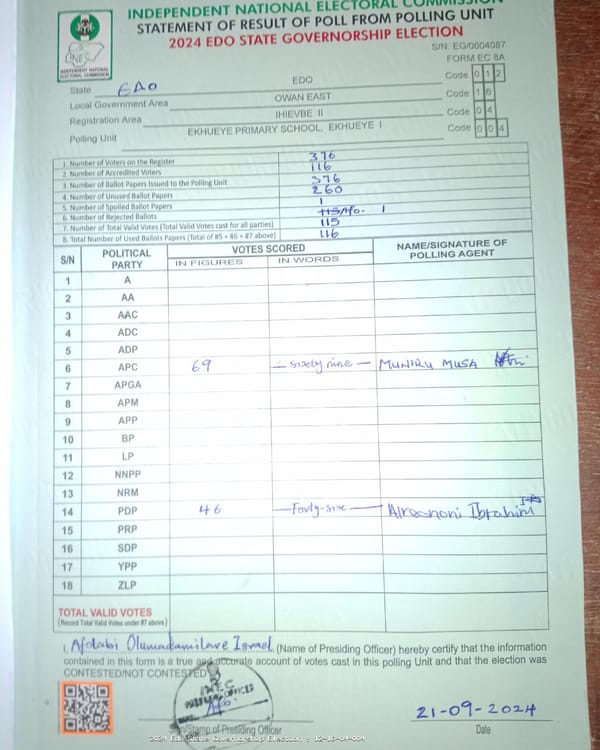 INDEPENDENT NATIONAL ELECTORAL COMMISSION
STATEMENT OF RESULT OF POLL FROM POLLING UNIT
2024 EDO STATE GOVERNORSHIP ELECTION
S/N: EG/0004087
FORM EC 8A
INEC
INDEPENDENT NATIONAL ELECTORAL COMMISSION
State EDO EDO Code 0 1 2
Local Government Area OWAN EAST Code 1 6
Registration Area IHIEVBE II Code 0 4
Polling Unit EKHUEYE PRIMARY SCHOOL, EKHUEYE I Code 0 0 4
1. Number of Voters on the Register 376
2. Number of Accredited Voters 116
3. Number of Ballot Papers Issued to the Polling Unit 376
4. Number of Unused Ballot Papers 260
5. Number of Spoiled Ballot Papers 1
6. Number of Rejected Ballots 1
7. Number of Total Valid Votes (Total Valid Votes cast for all parties) 115
8. Total Number of Used Ballots Papers (Total of #5 + #6 + #7 above) 116
S/N POLITICAL PARTY VOTES SCORED NAME/SIGNATURE OF POLLING AGENT
IN FIGURES IN WORDS
1 A
2 AA
3 AAC
4 ADC
5 ADP
6 APC 69 Sixety nine MUNIRU MUSA
7 APGA
8 APM
9 APP
10 BP
11 LP
12 NNPP
13 NRM
14 PDP 46 Forty-six Ibrahim
15 PRP
16 SDP
17 YPP
18 ZLP
TOTAL VALID VOTES
(Record Total Valid Votes under #7 above)
I, Afolabi Oluwadamilare Israel (Name of Presiding Officer) hereby certify that the information
contained in this form is a true and accurate account of votes cast in this polling Unit and that the election was
CONTESTED/NOT CONTESTED
INEC
PRESIDING OFFICER
Sign/Stamp of Presiding Officer
21-09-2024
Date
2024 Edo State Governorship Election : 12-16-04-004